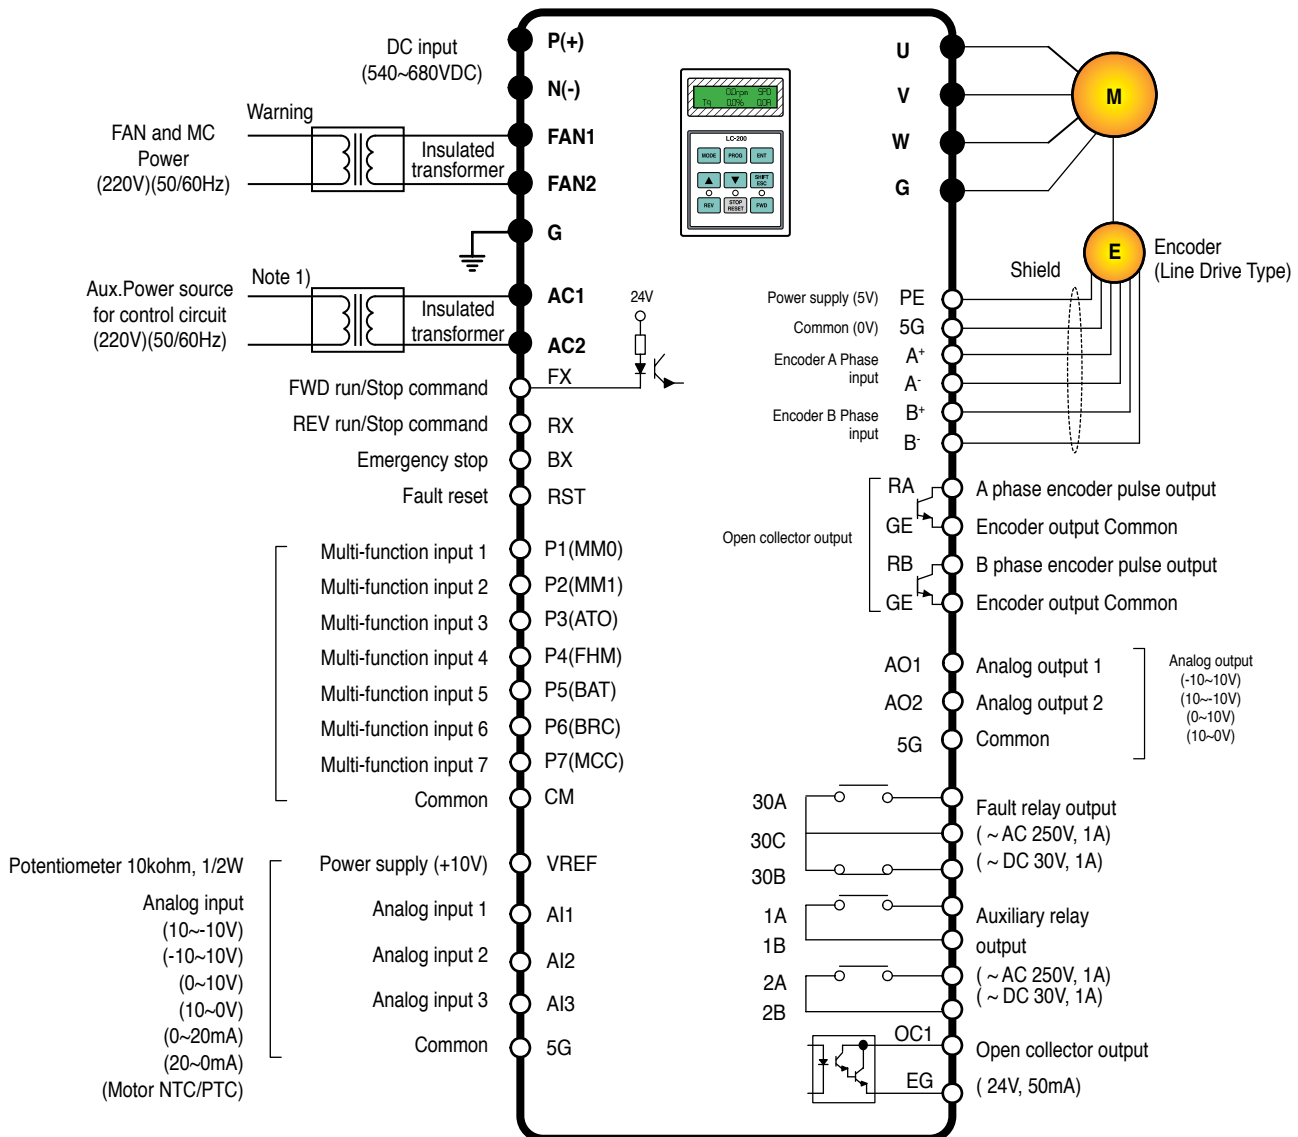 DC input
(540~680VDC)
P(+)
N(-)
Warning
FAN and MC
Power
(220V)(50/60Hz)
Insulated
transformer
FAN1
FAN2
G
Aux.Power source
for control circuit
(220V)(50/60Hz)
Note 1)
Insulated
transformer
AC1
AC2
24V
FWD run/Stop command
FX
REV run/Stop command
RX
Emergency stop
BX
Fault reset
RST
Multi-function input 1
P1(MM0)
Multi-function input 2
P2(MM1)
Multi-function input 3
P3(ATO)
Multi-function input 4
P4(FHM)
Multi-function input 5
P5(BAT)
Multi-function input 6
P6(BRC)
Multi-function input 7
P7(MCC)
Common
CM
Potentiometer 10kohm, 1/2W
Power supply (+10V)
VREF
Analog input
(10~-10V)
(-10~10V)
(0~10V)
(10~0V)
(0~20mA)
(20~0mA)
(Motor NTC/PTC)
Analog input 1
AI1
Analog input 2
AI2
Analog input 3
AI3
Common
5G
0.0rpm SPD
Tq 0.0% 0.0A
LC-200
MODE PROG ENT
SHIFT
ESC
REV
STOP
RESET
FWD
U
V
W
G
M
E
Encoder
(Line Drive Type)
Shield
Power supply (5V)
PE
Common (0V)
5G
Encoder A Phase
input
A+
A-
Encoder B Phase
input
B+
B-
Open collector output
RA
A phase encoder pulse output
GE
Encoder output Common
RB
B phase encoder pulse output
GE
Encoder output Common
AO1
Analog output 1
AO2
Analog output 2
5G
Common
Analog output
(-10~10V)
(10~-10V)
(0~10V)
(10~0V)
30A
30C
30B
Fault relay output
( ~ AC 250V, 1A)
( ~ DC 30V, 1A)
1A
1B
2A
2B
Auxiliary relay
output
( ~ AC 250V, 1A)
( ~ DC 30V, 1A)
OC1
EG
Open collector output
( 24V, 50mA)